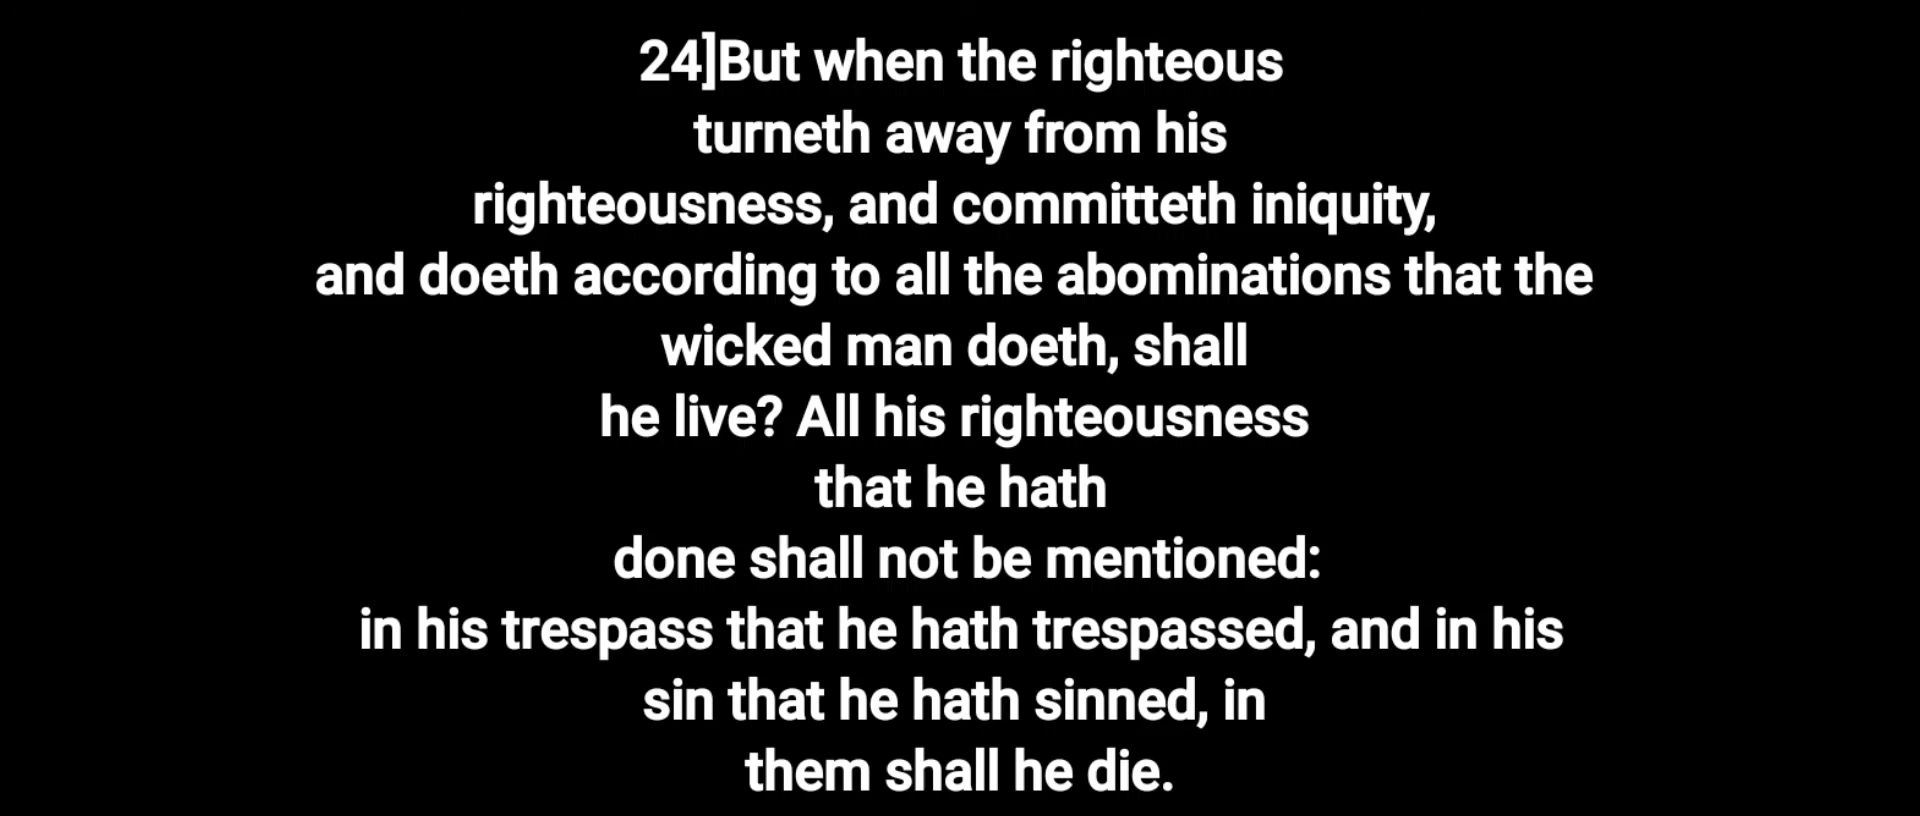 24]But when the righteous
turneth away from his
righteousness, and committeth iniquity,
and doeth according to all the abominations that the
wicked man doeth, shall
he live? All his righteousness
that he hath
done shall not be mentioned:
in his trespass that he hath trespassed, and in his
sin that he hath sinned, in
them shall he die.